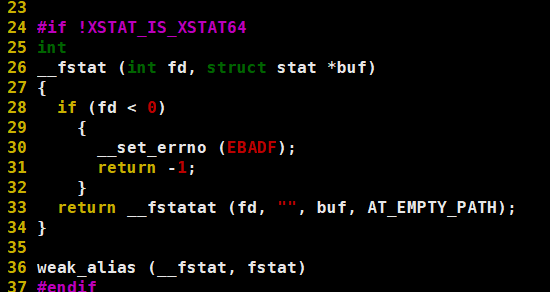 23
24 #if !XSTAT_IS_XSTAT64
25 int
26 __fstat (int fd, struct stat *buf)
27 {
28   if (fd < 0)
29     {
30       __set_errno (EBADF);
31       return -1;
32     }
33   return __fstatat (fd, "", buf, AT_EMPTY_PATH);
34 }
35
36 weak_alias (__fstat, fstat)
37 #endif